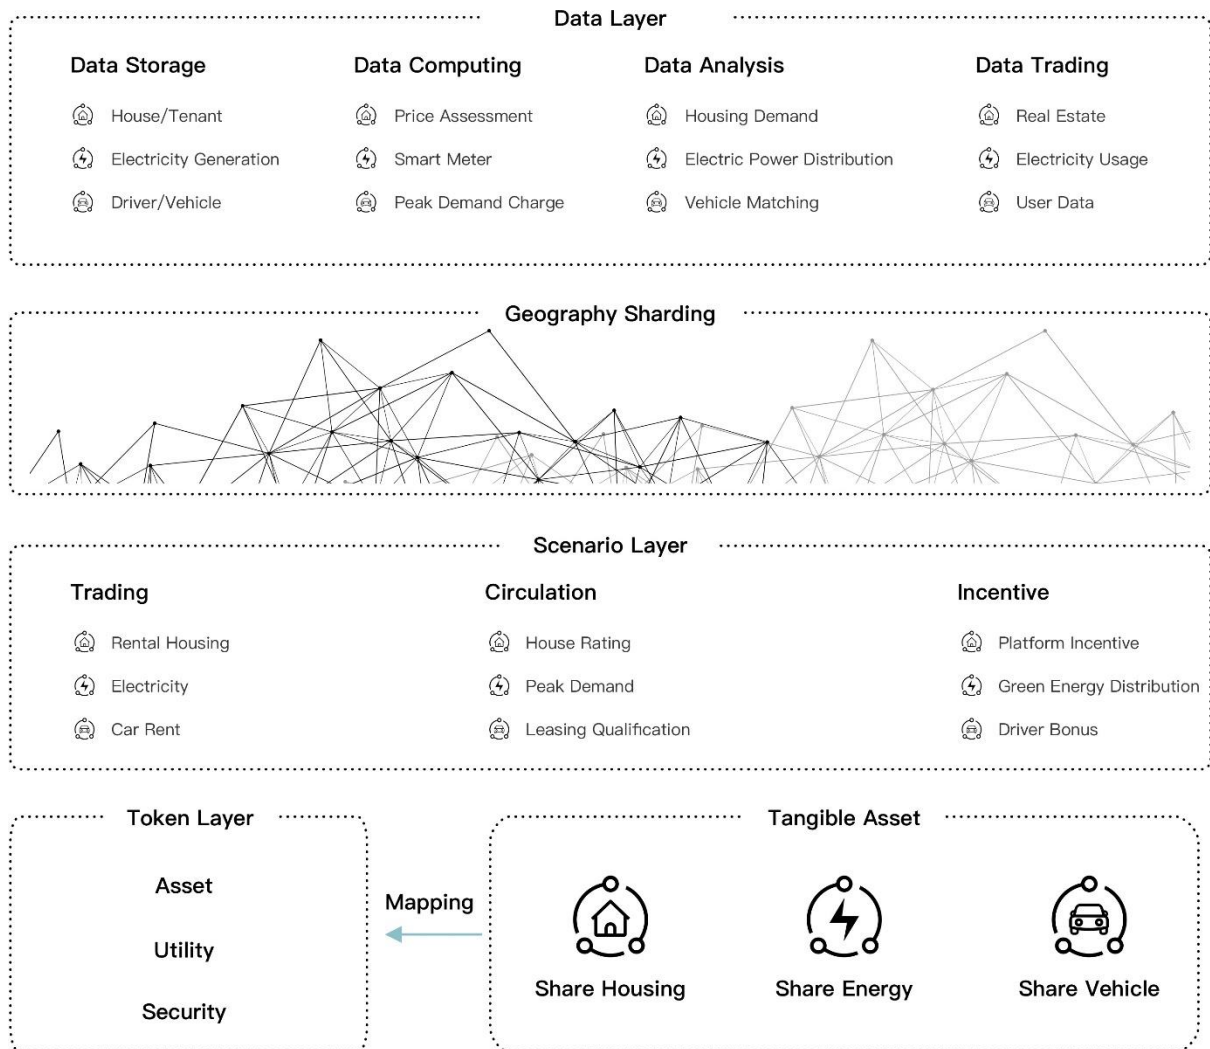 Data Layer
Data Storage
House/Tenant
Electricity Generation
Driver/Vehicle
Data Computing
Price Assessment
Smart Meter
Peak Demand Charge
Data Analysis
Housing Demand
Electric Power Distribution
Vehicle Matching
Data Trading
Real Estate
Electricity Usage
User Data
Geography Sharding
Scenario Layer
Trading
Rental Housing
Electricity
Car Rent
Circulation
House Rating
Peak Demand
Leasing Qualification
Incentive
Platform Incentive
Green Energy Distribution
Driver Bonus
Token Layer
Asset
Utility
Security
Mapping
Tangible Asset
Share Housing
Share Energy
Share Vehicle